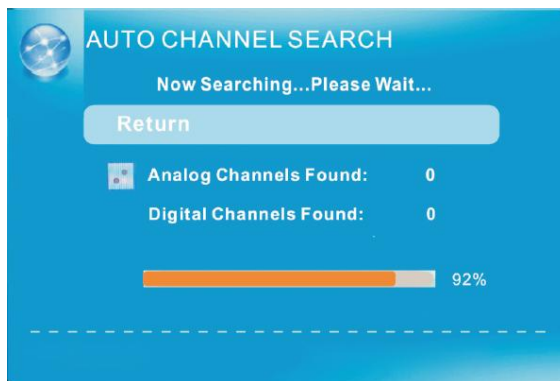 AUTO CHANNEL SEARCH
Now Searching...Please Wait...
Return
Analog Channels Found: 0
Digital Channels Found: 0
92%